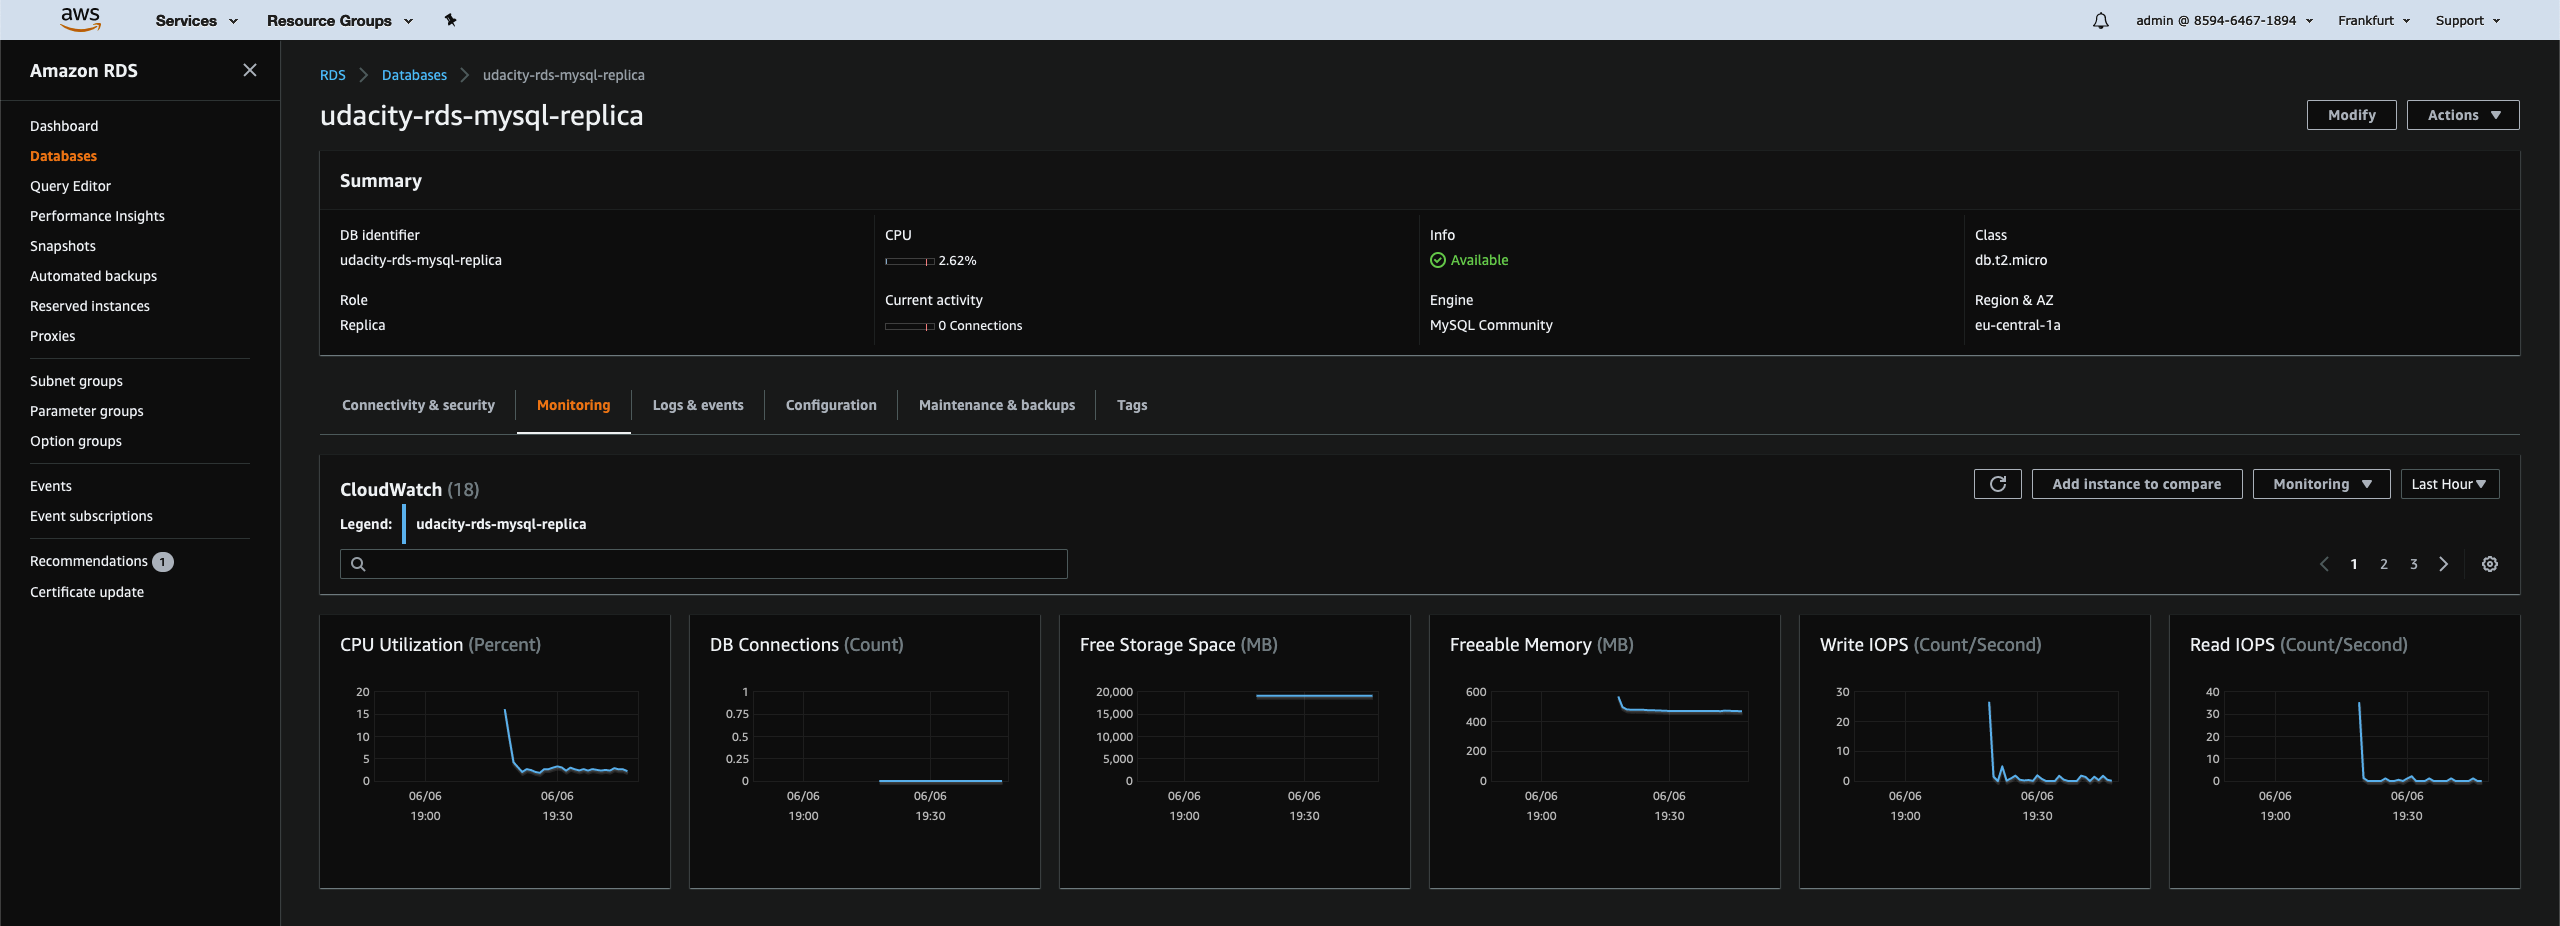 aws Services Resource Groups admin @ 8594-6467-1894 Frankfurt Support
Amazon RDS
Dashboard
Databases
Query Editor
Performance Insights
Snapshots
Automated backups
Reserved instances
Proxies
Subnet groups
Parameter groups
Option groups
Events
Event subscriptions
Recommendations 1
Certificate update
RDS Databases udacity-rds-mysql-replica
udacity-rds-mysql-replica
Modify Actions
Summary
DB identifier
udacity-rds-mysql-replica
Role
Replica
CPU
2.62%
Current activity
0 Connections
Info
Available
Engine
MySQL Community
Class
db.t2.micro
Region & AZ
eu-central-1a
Connectivity & security Monitoring Logs & events Configuration Maintenance & backups Tags
CloudWatch (18)
Add instance to compare Monitoring Last Hour
Legend: udacity-rds-mysql-replica
1 2 3
CPU Utilization (Percent)
20
15
10
5
0
06/06 06/06
19:00 19:30
DB Connections (Count)
1
0.75
0.5
0.25
0
06/06 06/06
19:00 19:30
Free Storage Space (MB)
20,000
15,000
10,000
5,000
0
06/06 06/06
19:00 19:30
Freeable Memory (MB)
600
400
200
0
06/06 06/06
19:00 19:30
Write IOPS (Count/Second)
30
20
10
0
06/06 06/06
19:00 19:30
Read IOPS (Count/Second)
40
30
20
10
0
06/06 06/06
19:00 19:30